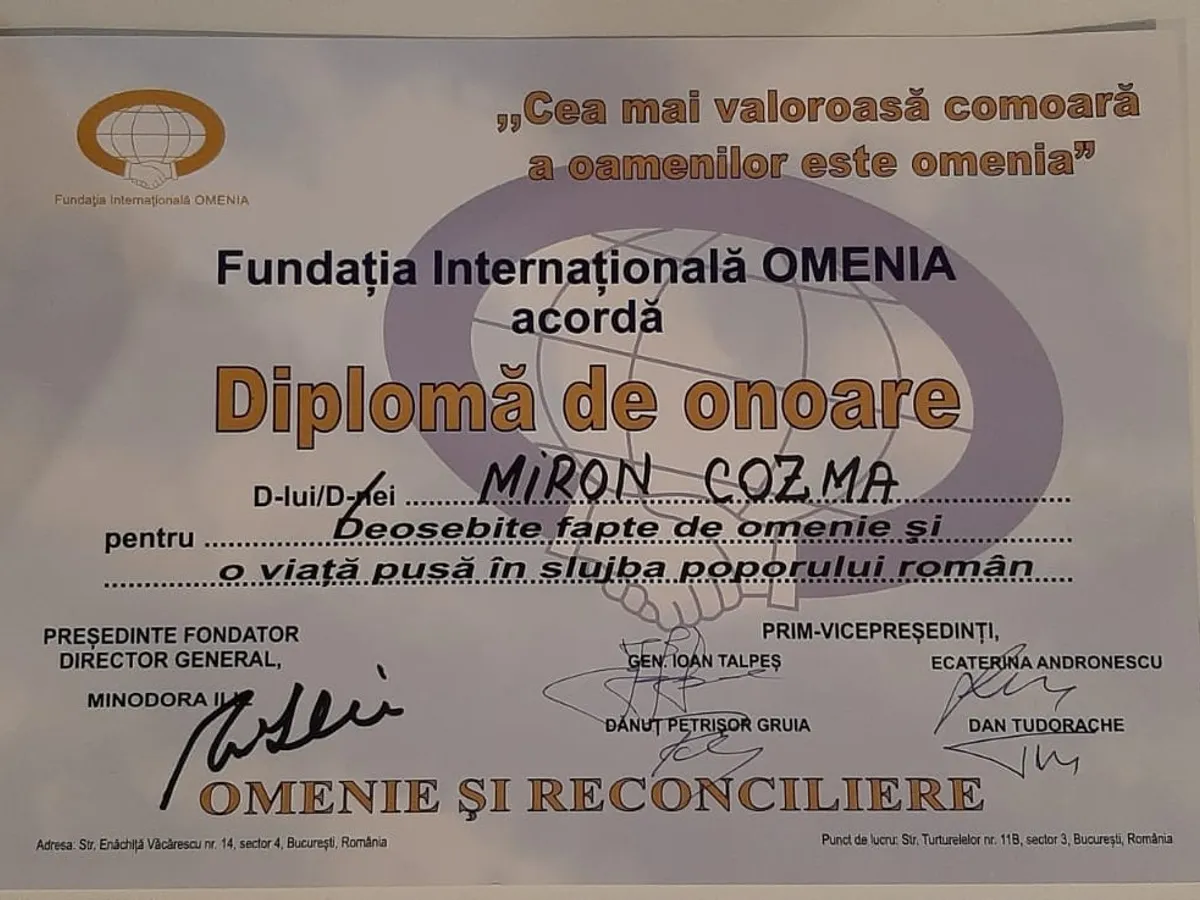 Fundația Internațională OMENIA
„Cea mai valoroasă comoară
a oamenilor este omenia”
Fundația Internațională OMENIA
acordă
Diplomă de onoare
D-lui/D-nei MIRON COZMA
pentru Deosebite fapte de omenie și
o viață pusă în slujba poporului român
PREȘEDINTE FONDATOR
DIRECTOR GENERAL,
MINODORA
PRIM-VICEPREȘEDINȚI,
GEN. IOAN TALPEȘ
ECATERINA ANDRONESCU
DĂNUȚ PETRIȘOR GRUIA
DAN TUDORACHE
OMENIE ȘI RECONCILIERE
Adresa: Str. Enăchiță Văcărescu nr. 14, sector 4, București, România
Punct de lucru: Str. Turturelelor nr. 11B, sector 3, București, România